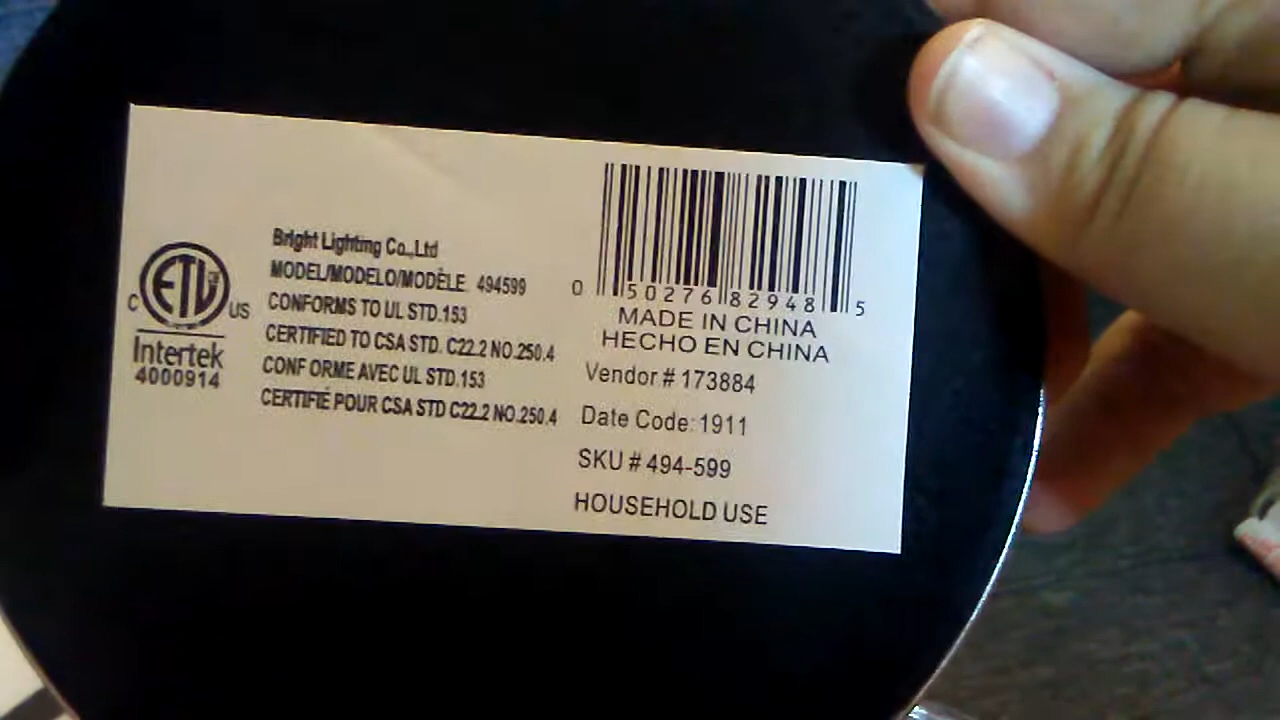 Bright Lighting Co.,Ltd
MODEL/MODELO/MODÈLE 494599
CONFORMS TO UL STD.153
CERTIFIED TO CSA STD. C22.2 NO.250.4
CONF ORME AVEC UL STD.153
CERTIFIÉ POUR CSA STD C22.2 NO.250.4
C ETL US
Intertek
4000914
0 50276 82948 5
MADE IN CHINA
HECHO EN CHINA
Vendor # 173884
Date Code: 1911
SKU # 494-599
HOUSEHOLD USE